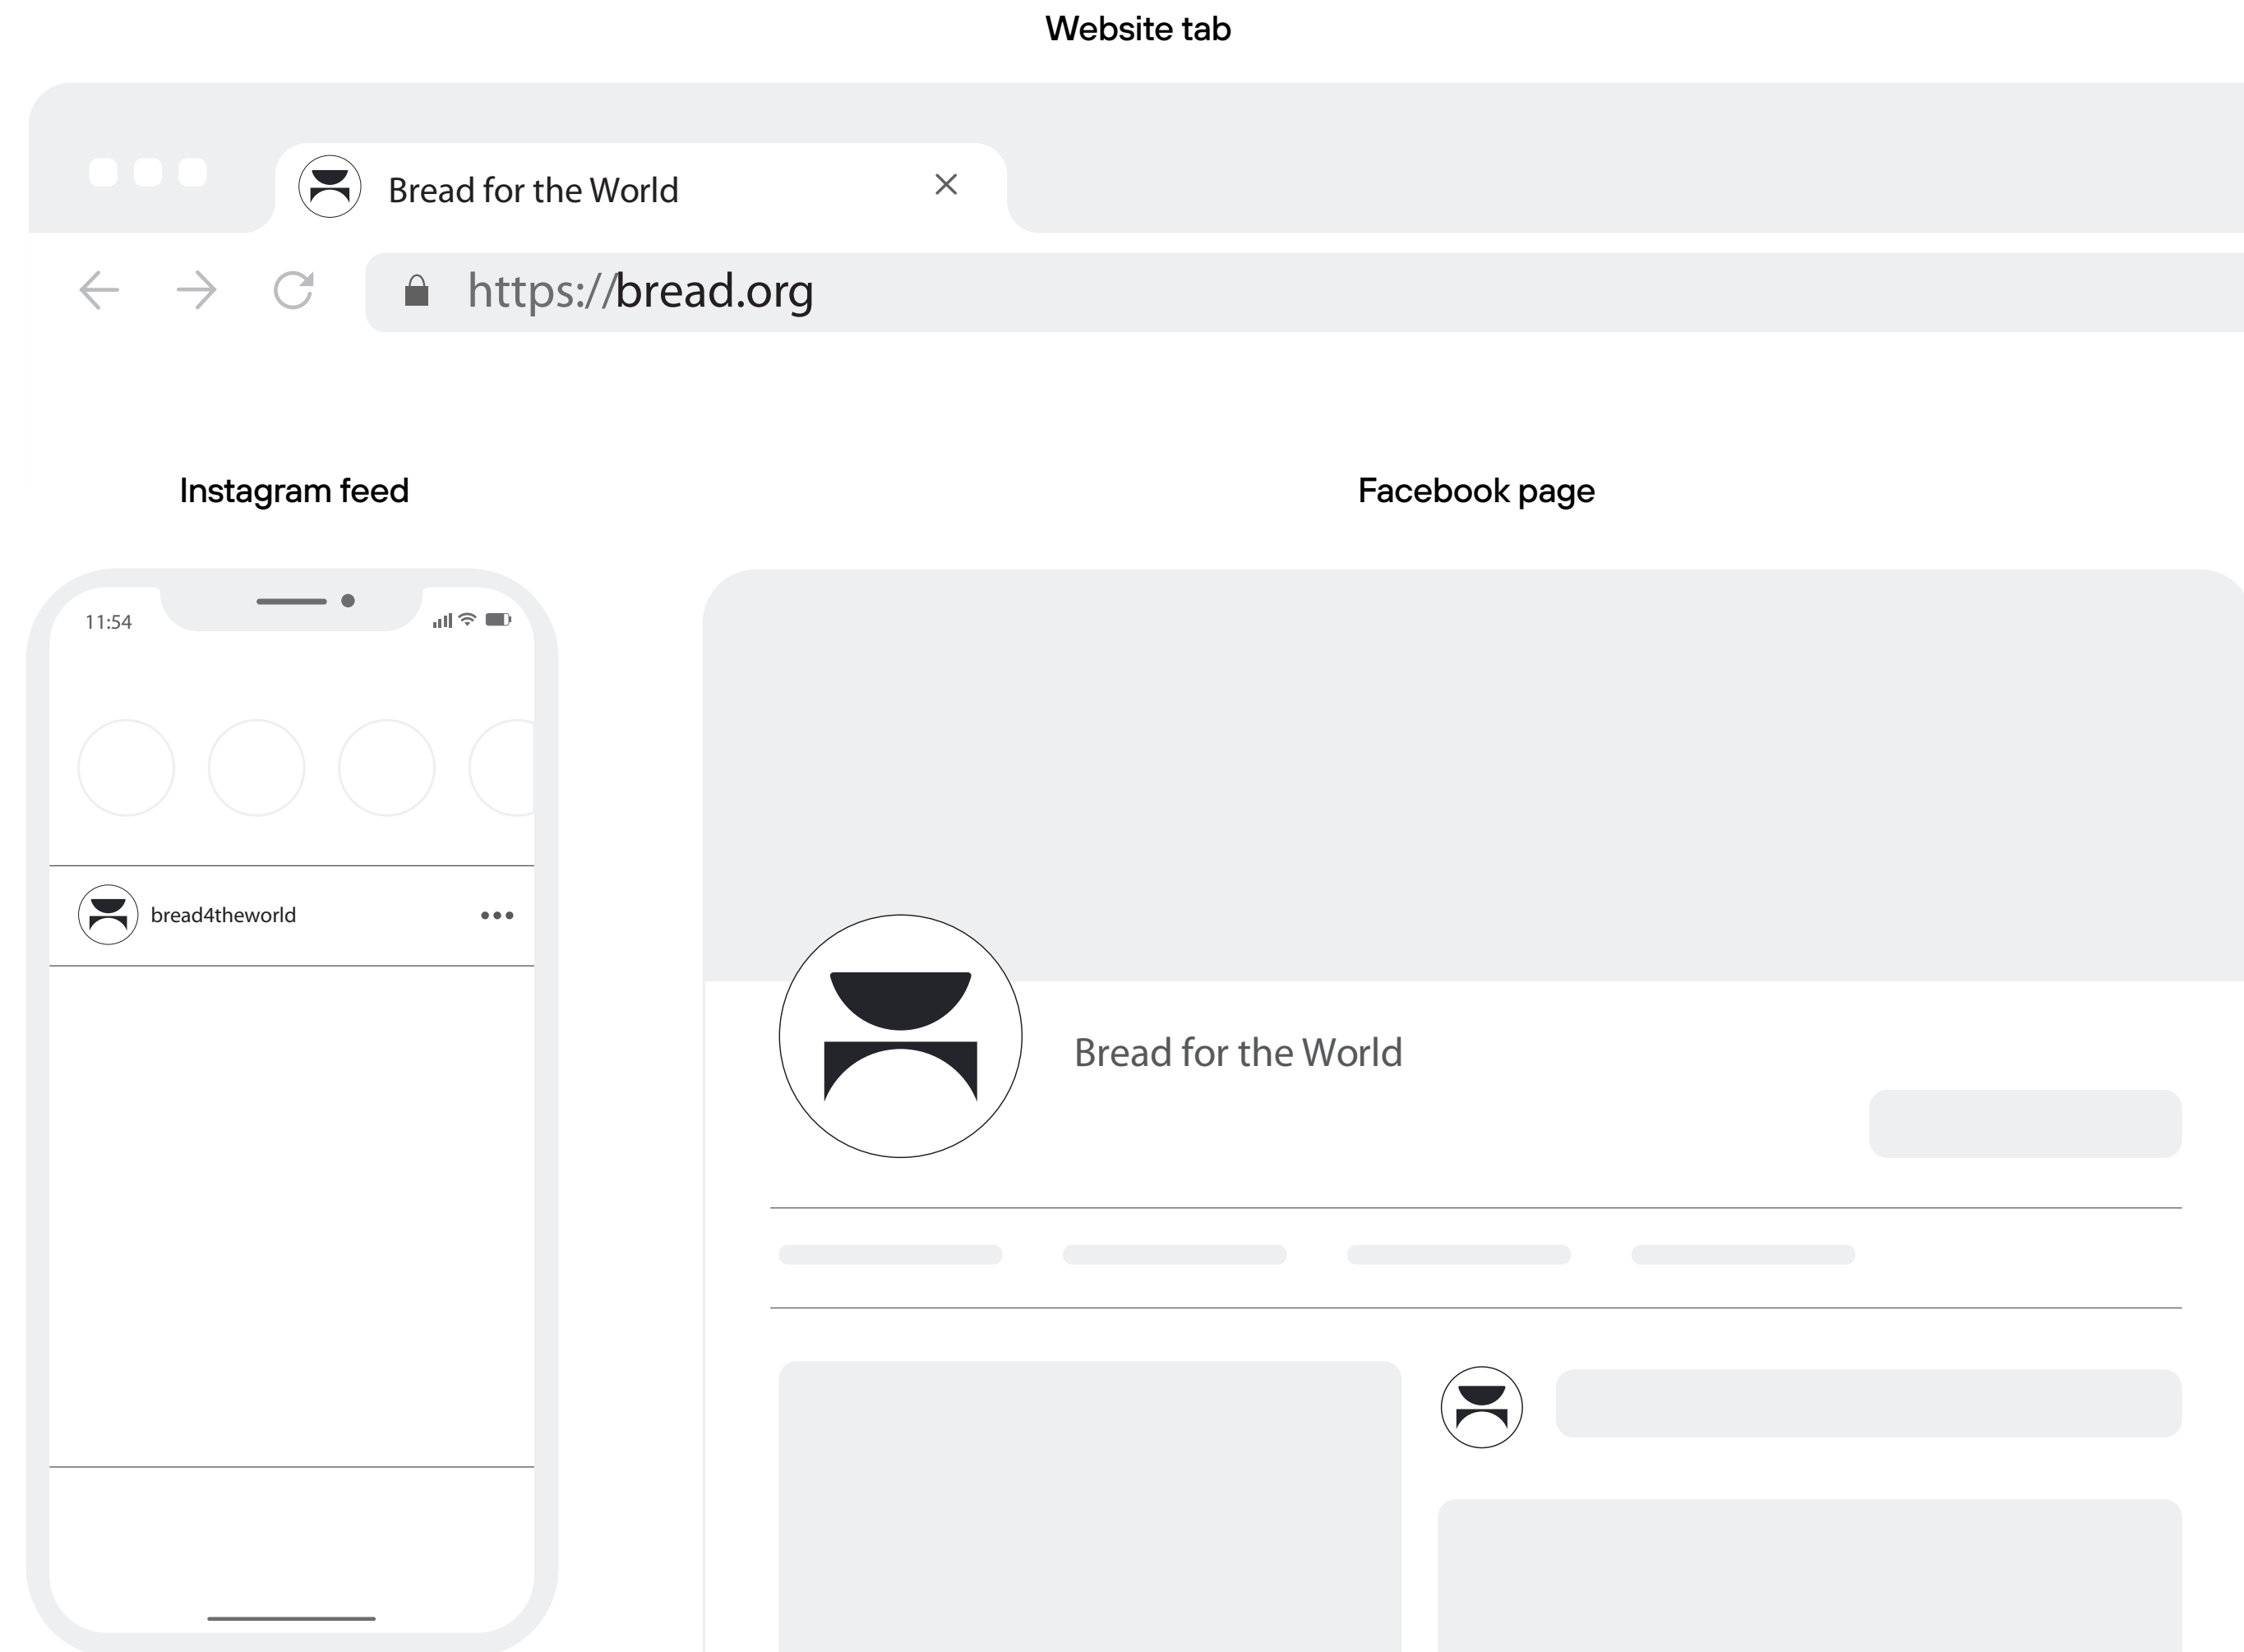 Website tab
Bread for the World
https://bread.org
Instagram feed
Facebook page
11:54
bread4theworld
Bread for the World